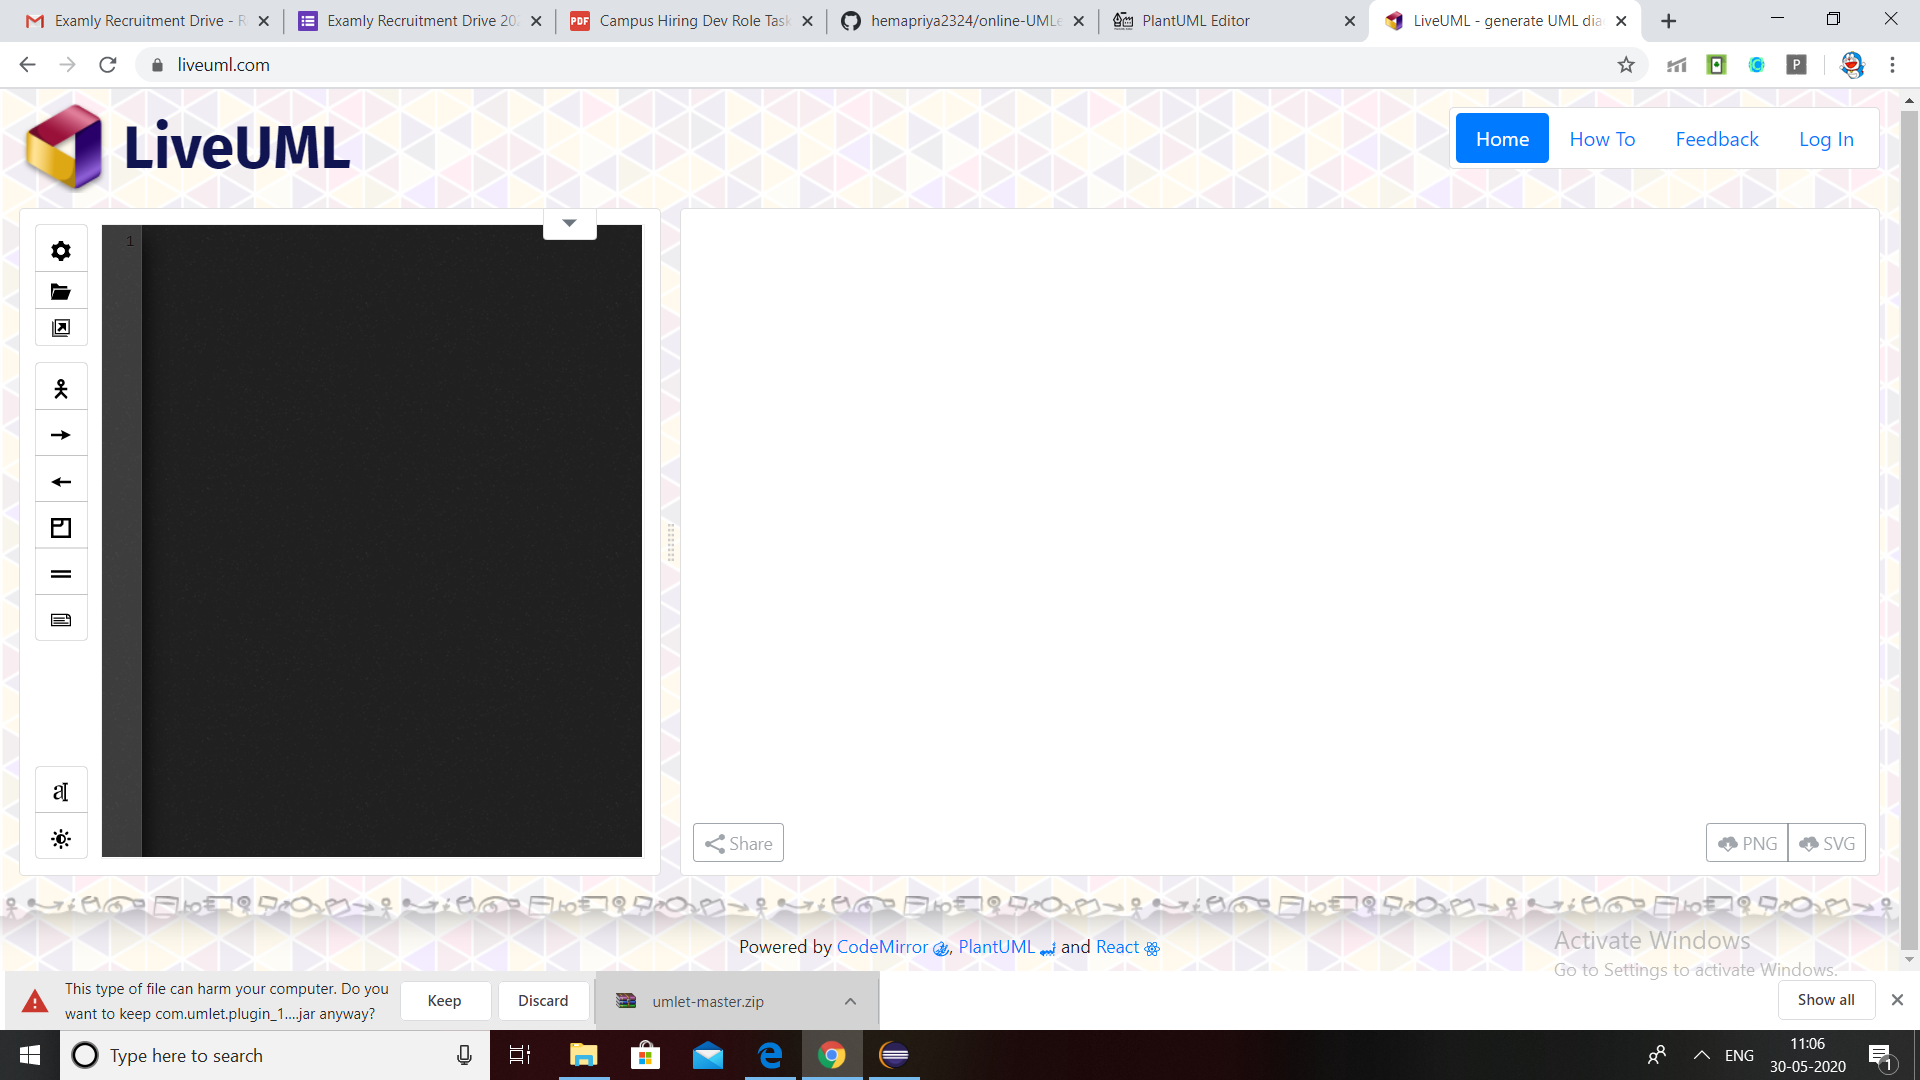 Examly Recruitment Drive - R
Examly Recruitment Drive 202
Campus Hiring Dev Role Task
hemapriya2324/online-UMLe
PlantUML Editor
LiveUML - generate UML dia
liveuml.com
P
LiveUML
Home
How To
Feedback
Log In
1
Share
PNG
SVG
Powered by CodeMirror , PlantUML and React
Activate Windows
Go to Settings to activate Windows.
This type of file can harm your computer. Do you
want to keep com.umlet.plugin_1....jar anyway?
Keep
Discard
umlet-master.zip
Show all
Type here to search
ENG
11:06
30-05-2020
1